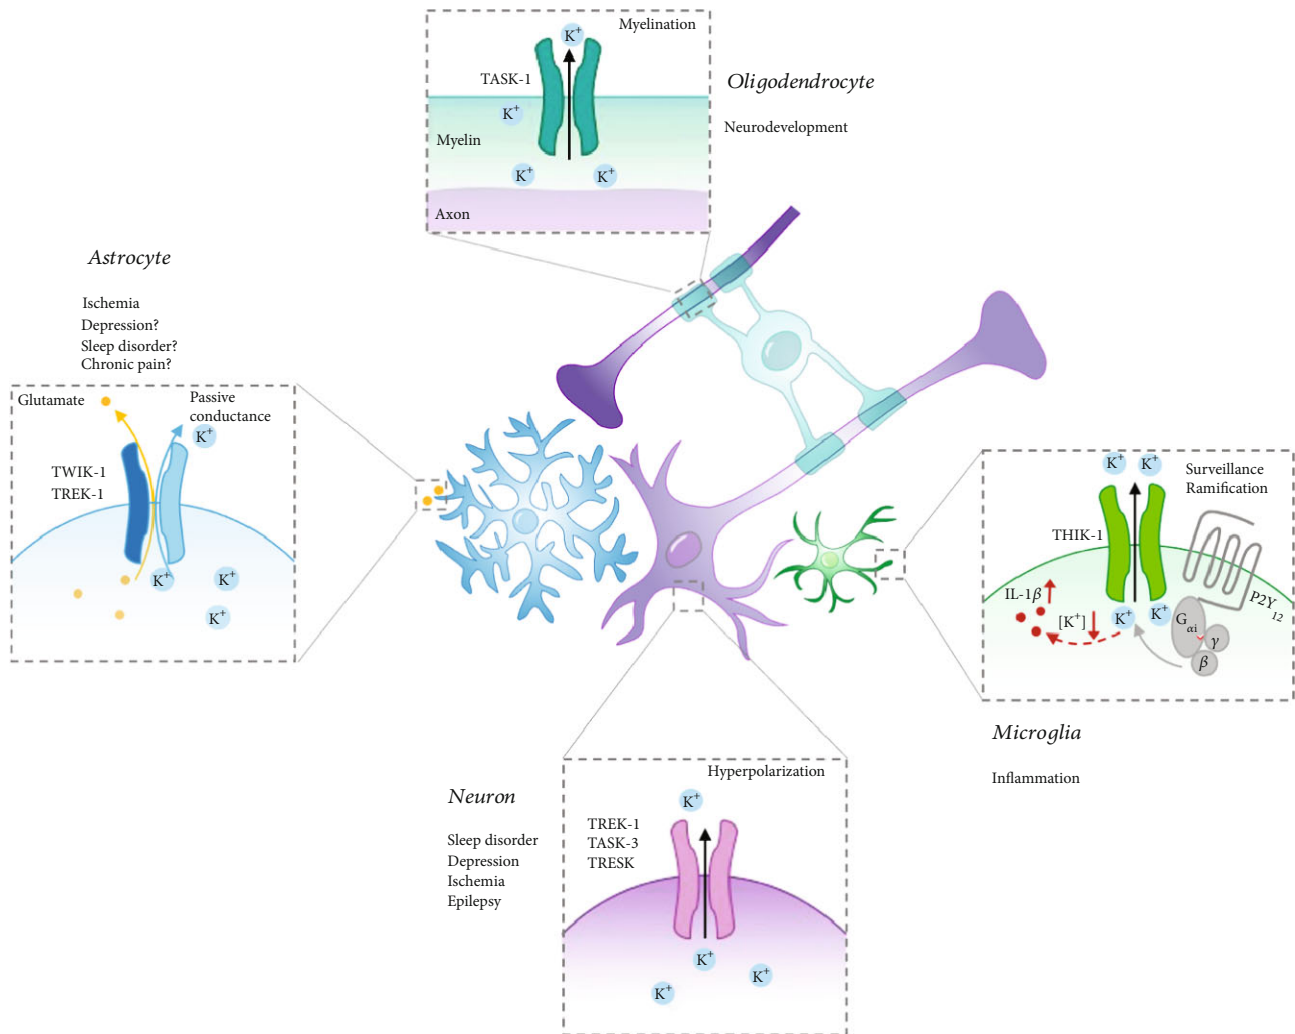 Myelination
K+
TASK-1
K+
Myelin
K+
K+
Axon
Oligodendrocyte
Neurodevelopment
Astrocyte
Ischemia
Depression?
Sleep disorder?
Chronic pain?
Glutamate
Passive
conductance
K+
TWIK-1
TREK-1
K+
K+
K+
K+
K+
Surveillance
Ramification
THIK-1
IL-1β
[K+]
K+
K+
P2Y12
Gαi
γ
β
Microglia
Inflammation
Neuron
Sleep disorder
Depression
Ischemia
Epilepsy
Hyperpolarization
K+
TREK-1
TASK-3
TRESK
K+
K+
K+